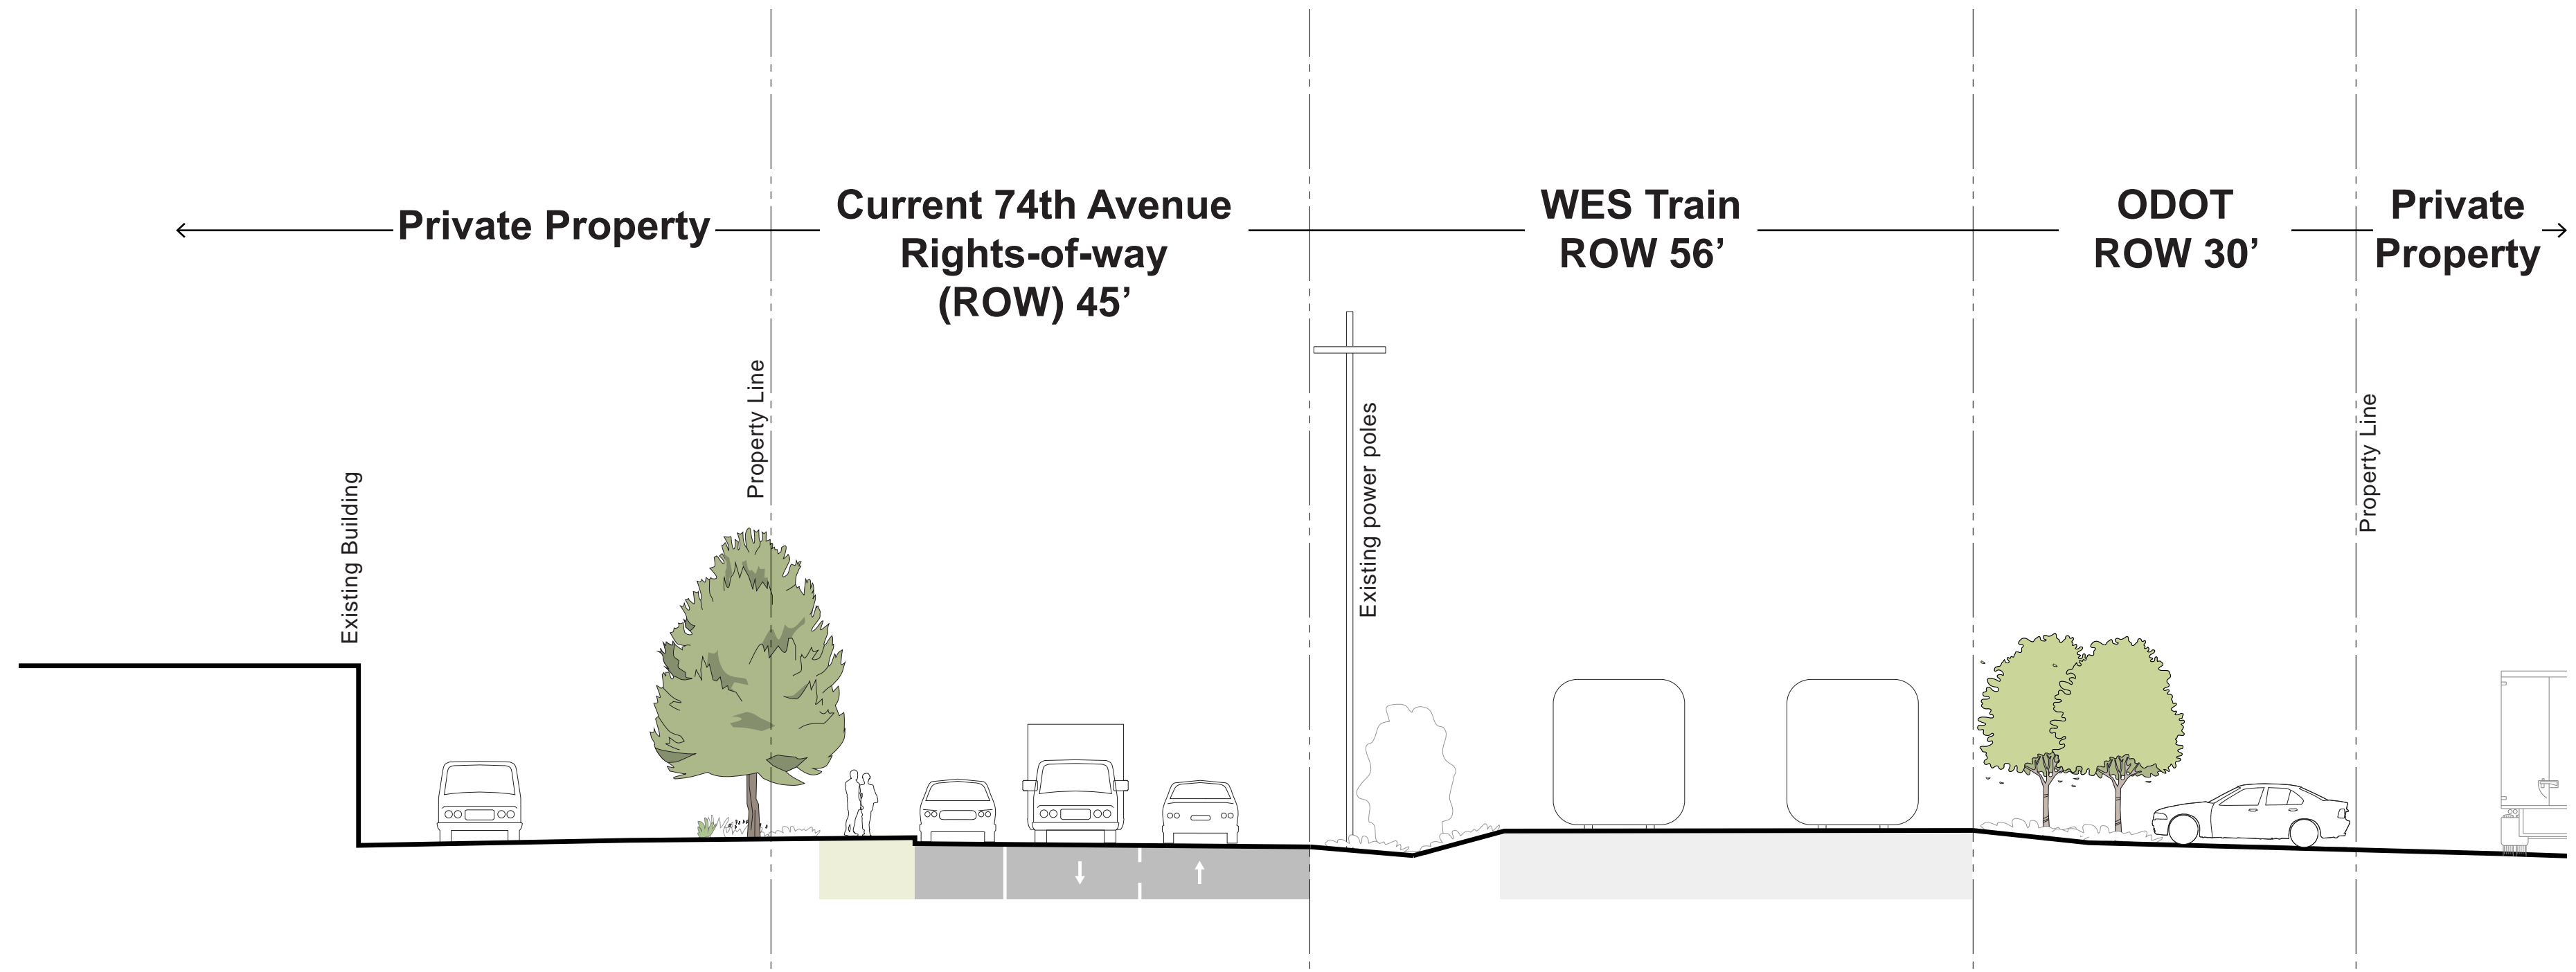 Private Property
Current 74th Avenue
Rights-of-way
(ROW) 45’
WES Train
ROW 56’
ODOT
ROW 30’
Private
Property
Existing Building
Property Line
Existing power poles
Property Line